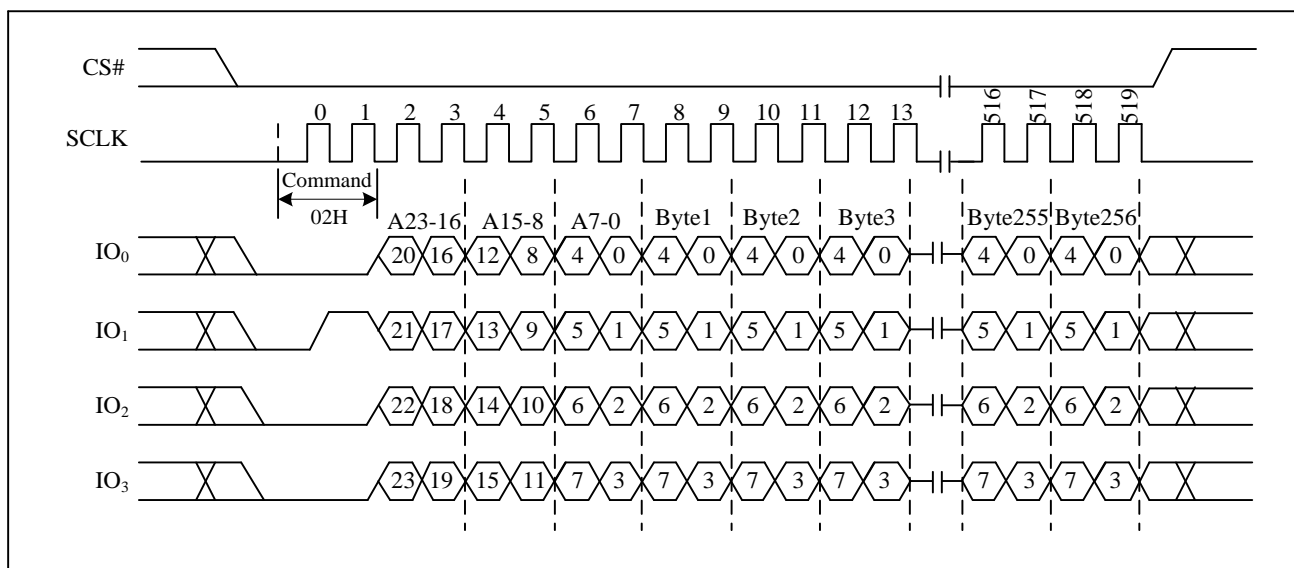 CS#
SCLK
0 1 2 3 4 5 6 7 8 9 10 11 12 13 516 517 518 519
Command
02H
A23-16 A15-8 A7-0 Byte1 Byte2 Byte3 Byte255 Byte256
IO0 20 16 12 8 4 0 4 0 4 0 4 0 4 0 4 0
IO1 21 17 13 9 5 1 5 1 5 1 5 1 5 1 5 1
IO2 22 18 14 10 6 2 6 2 6 2 6 2 6 2 6 2
IO3 23 19 15 11 7 3 7 3 7 3 7 3 7 3 7 3